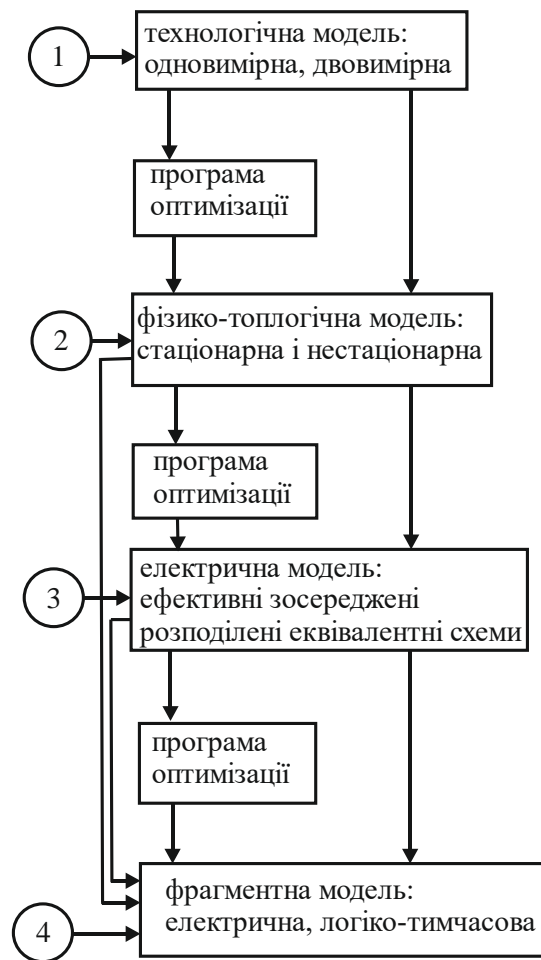 1
технологічна модель:
одновимірна, двовимірна
програма
оптимізації
2
фізико-топлогічна модель:
стаціонарна і нестаціонарна
програма
оптимізації
3
електрична модель:
ефективні зосереджені
розподілені еквівалентні схеми
програма
оптимізації
4
фрагментна модель:
електрична, логіко-тимчасова